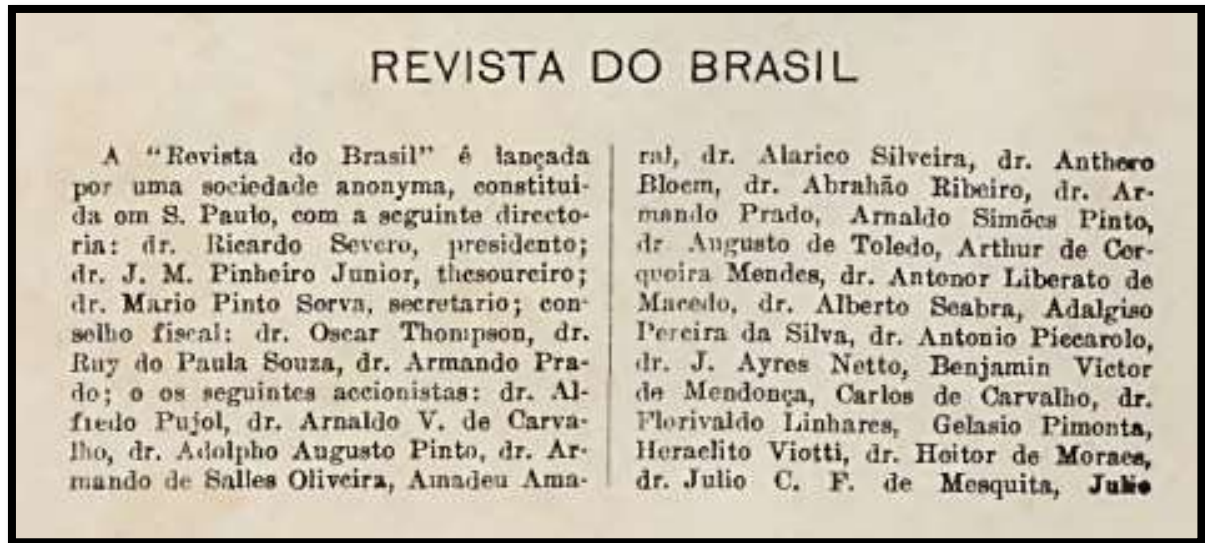 REVISTA DO BRASIL
A "Revista do Brasil" é lançada
por uma sociedade anonyma, constitui-
da em S. Paulo, com a seguinte directo-
ria: dr. Ricardo Severo, presidente;
dr. J. M. Pinheiro Junior, thesoureiro;
dr. Mario Pinto Serva, secretario; con-
selho fiscal: dr. Oscar Thompson, dr.
Ruy de Paula Souza, dr. Armando Pra-
do; e os seguintes accionistas: dr. Al-
fredo Pujol, dr. Arnaldo V. de Carva-
lho, dr. Adolpho Augusto Pinto, dr. Ar-
mando de Salles Oliveira, Amadeu Ama-
ral, dr. Alarico Silveira, dr. Anthero
Bloem, dr. Abrahão Ribeiro, dr. Ar-
mando Prado, Arnaldo Simões Pinto,
dr Augusto de Toledo, Arthur de Cer-
queira Mendes, dr. Antenor Liberato de
Macedo, dr. Alberto Seabra, Adalgiso
Pereira da Silva, dr. Antonio Piccarolo,
dr. J. Ayres Netto, Benjamin Victor
de Mendonça, Carlos de Carvalho, dr.
Florivaldo Linhares, Gelasio Pimenta,
Heraclito Viotti, dr. Heitor de Moraes,
dr. Julio C. F. de Mesquita, Julio